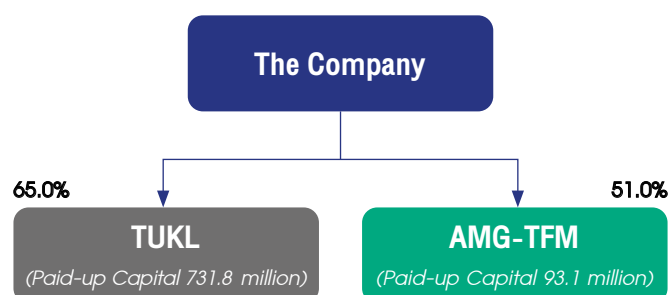 The Company
65.0%
51.0%
TUKL
(Paid-up Capital 731.8 million)
AMG-TFM
(Paid-up Capital 93.1 million)